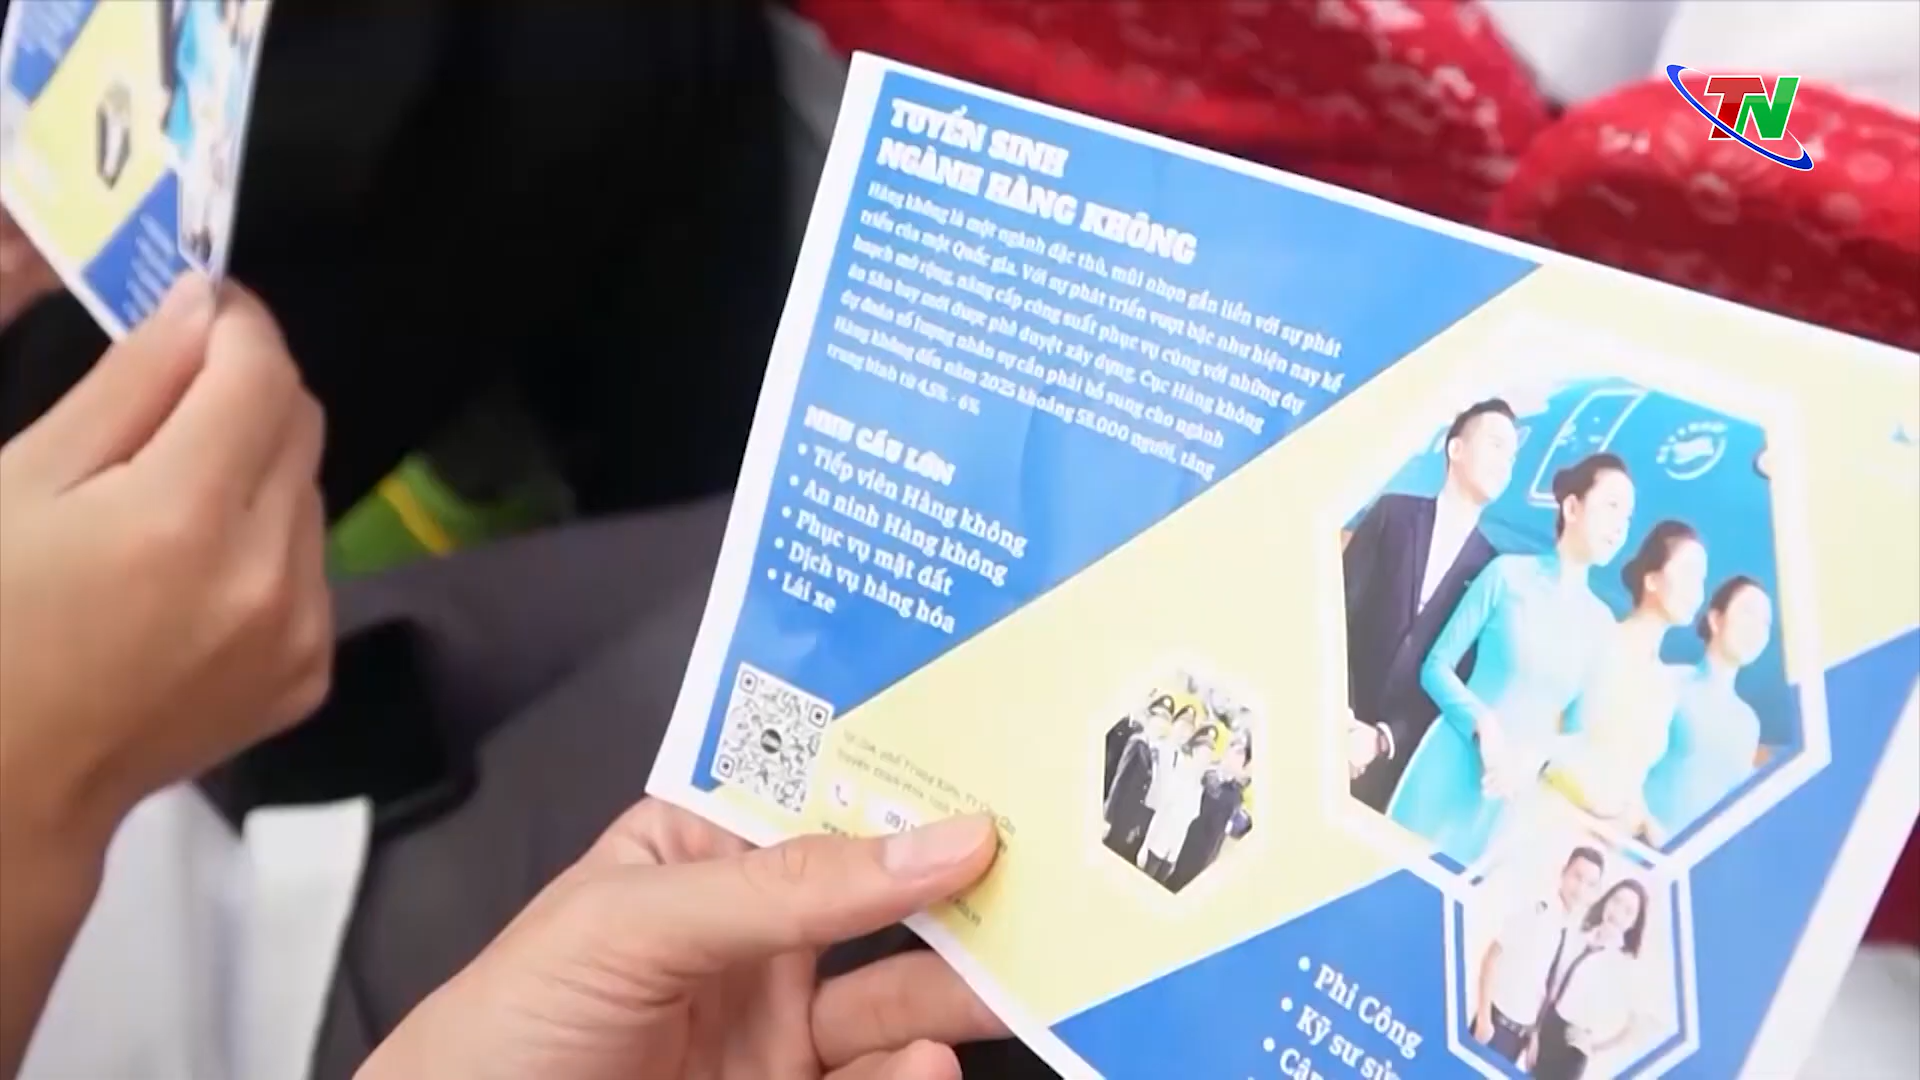 TN
TUYỂN SINH
NGÀNH HÀNG KHÔNG
Hàng không là một ngành đặc thù, mũi nhọn gắn liền với sự phát
triển của một Quốc gia. Với sự phát triển vượt bậc như hiện nay kế
hoạch mở rộng, nâng cấp công suất phục vụ cùng với những dự
án Sân bay mới được phê duyệt xây dựng. Cục Hàng không
dự đoán số lượng nhân sự cần phải bổ sung cho ngành
Hàng không đến năm 2025 khoảng 58.000 người, tăng
trung bình từ 4,5% - 6%
NHU CẦU LỚN
• Tiếp viên Hàng không
• An ninh Hàng không
• Phục vụ mặt đất
• Dịch vụ hàng hóa
• Lái xe
• Phi Công
• Kỹ sư